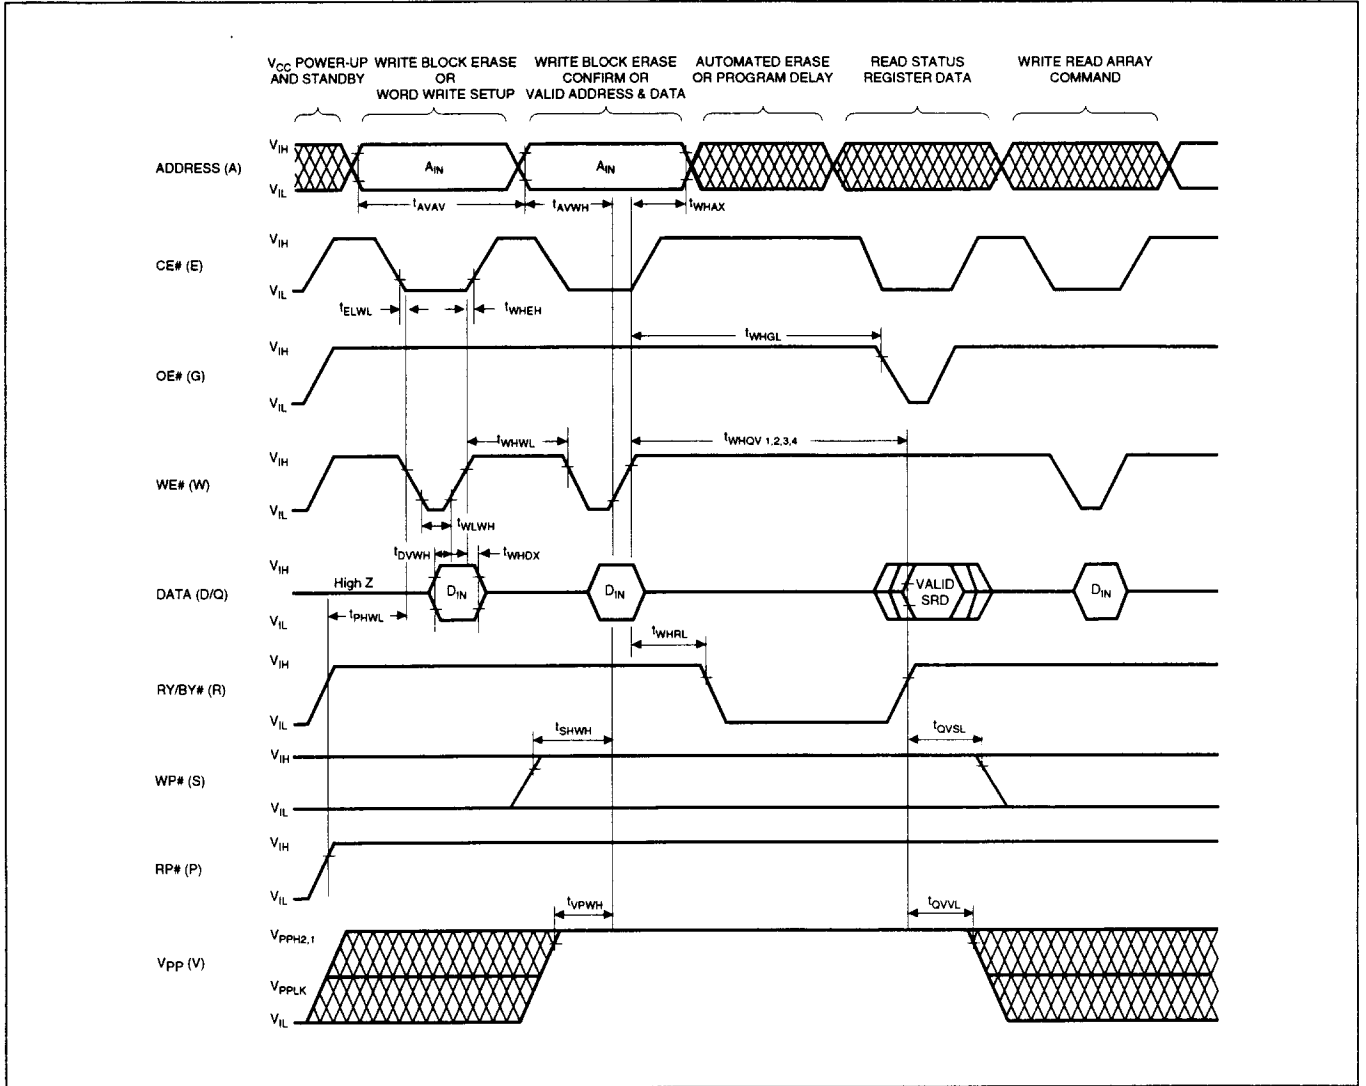 VCC POWER-UP
AND STANDBY
WRITE BLOCK ERASE
OR
WORD WRITE SETUP
WRITE BLOCK ERASE
CONFIRM OR
VALID ADDRESS & DATA
AUTOMATED ERASE
OR PROGRAM DELAY
READ STATUS
REGISTER DATA
WRITE READ ARRAY
COMMAND
ADDRESS (A)
VIH
VIL
AIN
AIN
tAVAV
tAVWH
tWHAX
CE# (E)
VIH
VIL
tELWL
tWHEH
OE# (G)
VIH
VIL
tWHGL
WE# (W)
VIH
VIL
tWHWL
tWHQV 1,2,3,4
tWLWH
DATA (D/Q)
VIH
VIL
High Z
tDVWH
tWHDX
DIN
DIN
VALID
SRD
DIN
tPHWL
tWHRL
RY/BY# (R)
VIH
VIL
tSHWH
tQVSL
WP# (S)
VIH
VIL
RP# (P)
VIH
VIL
tVPWH
tQVVL
VPP (V)
VPPH2,1
VPPLK
VIL